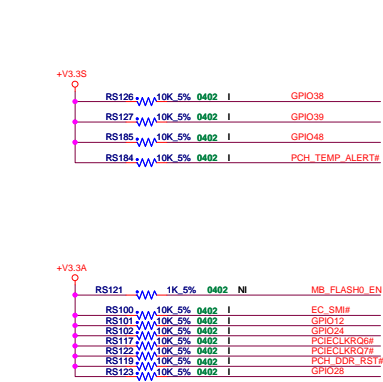 +V3.3S
RS126 10K_5% 0402 I GPIO38
RS127 10K_5% 0402 I GPIO39
RS185 10K_5% 0402 I GPIO48
RS184 10K_5% 0402 I PCH_TEMP_ALERT#
+V3.3A
RS121 1K_5% 0402 NI MB_FLASH0_EN
RS100 10K_5% 0402 I EC_SMI#
RS101 10K_5% 0402 I GPIO12
RS102 10K_5% 0402 I GPIO24
RS117 10K_5% 0402 I PCIECLKRQ6#
RS122 10K_5% 0402 I PCIECLKRQ7#
RS119 10K_5% 0402 I PCH_DDR_RST#
RS123 10K_5% 0402 I GPIO28